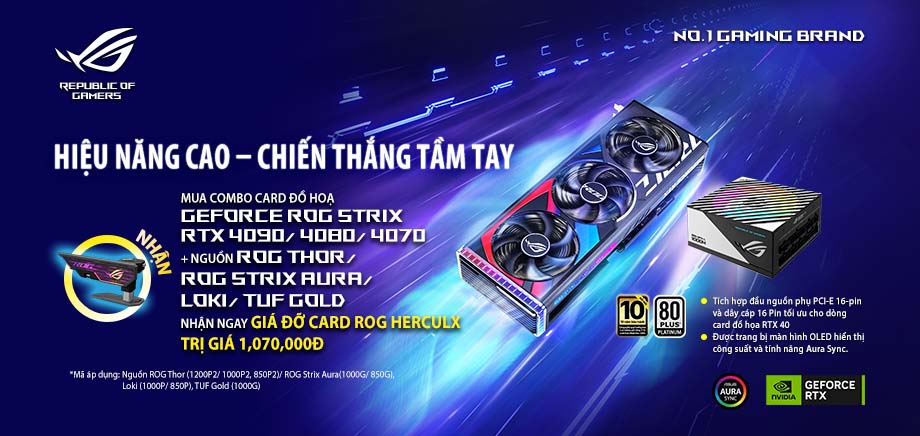 REPUBLIC OF
GAMERS
NO.1 GAMING BRAND
HIỆU NĂNG CAO – CHIẾN THẮNG TẦM TAY
MUA COMBO CARD ĐỒ HỌA
GEFORCE ROG STRIX
RTX 4090/ 4080/ 4070
+ NGUỒN ROG THOR/
ROG STRIX AURA/
LOKI/ TUF GOLD
NHẬN NGAY GIÁ ĐỠ CARD ROG HERCULX
TRỊ GIÁ 1,070,000Đ
NHẬN
*Mã áp dụng: Nguồn ROG Thor (1200P2/ 1000P2, 850P2)/ ROG Strix Aura(1000G/ 850G),
Loki (1000P/ 850P), TUF Gold (1000G)
10
80
PLUS
PLATINUM
Tích hợp đầu nguồn phụ PCI-E 16-pin
và dây cáp 16 Pin tối ưu cho dòng
card đồ họa RTX 40
Được trang bị màn hình OLED hiển thị
công suất và tính năng Aura Sync.
ASUS
AURA
SYNC
NVIDIA
GEFORCE
RTX